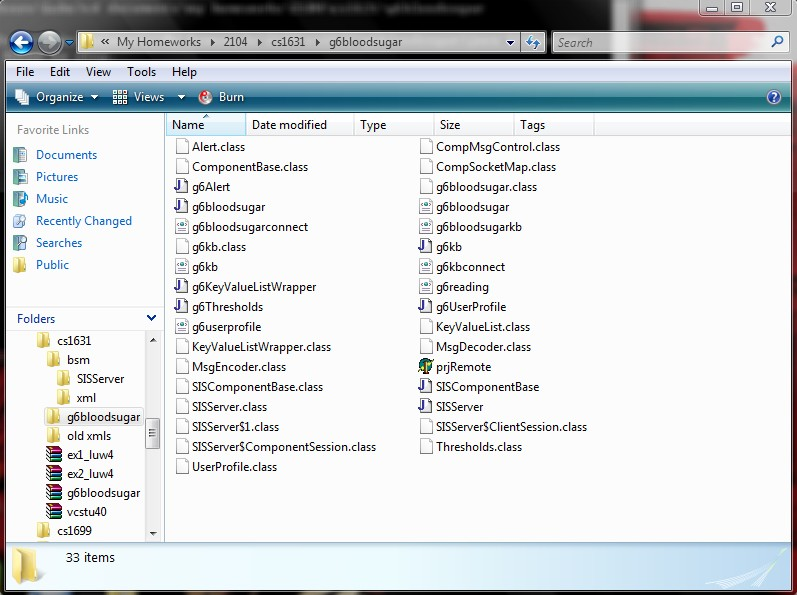 « My Homeworks 2104 cs1631 g6bloodsugar Search
File Edit View Tools Help
Organize Views Burn
Favorite Links
Documents
Pictures
Music
Recently Changed
Searches
Public
Folders
cs1631
bsm
SISServer
xml
g6bloodsugar
old xmls
ex1_luw4
ex2_luw4
g6bloodsugar
vcstu40
cs1699
Name Date modified Type Size Tags
Alert.class CompMsgControl.class
ComponentBase.class CompSocketMap.class
g6Alert g6bloodsugar.class
g6bloodsugar g6bloodsugar
g6bloodsugarconnect g6bloodsugarkb
g6kb.class g6kb
g6kb g6kbconnect
g6KeyValueListWrapper g6reading
g6Thresholds g6UserProfile
g6userprofile KeyValueList.class
KeyValueListWrapper.class MsgDecoder.class
MsgEncoder.class prjRemote
SISComponentBase.class SISComponentBase
SISServer.class SISServer
SISServer$1.class SISServer$ClientSession.class
SISServer$ComponentSession.class Thresholds.class
UserProfile.class
33 items